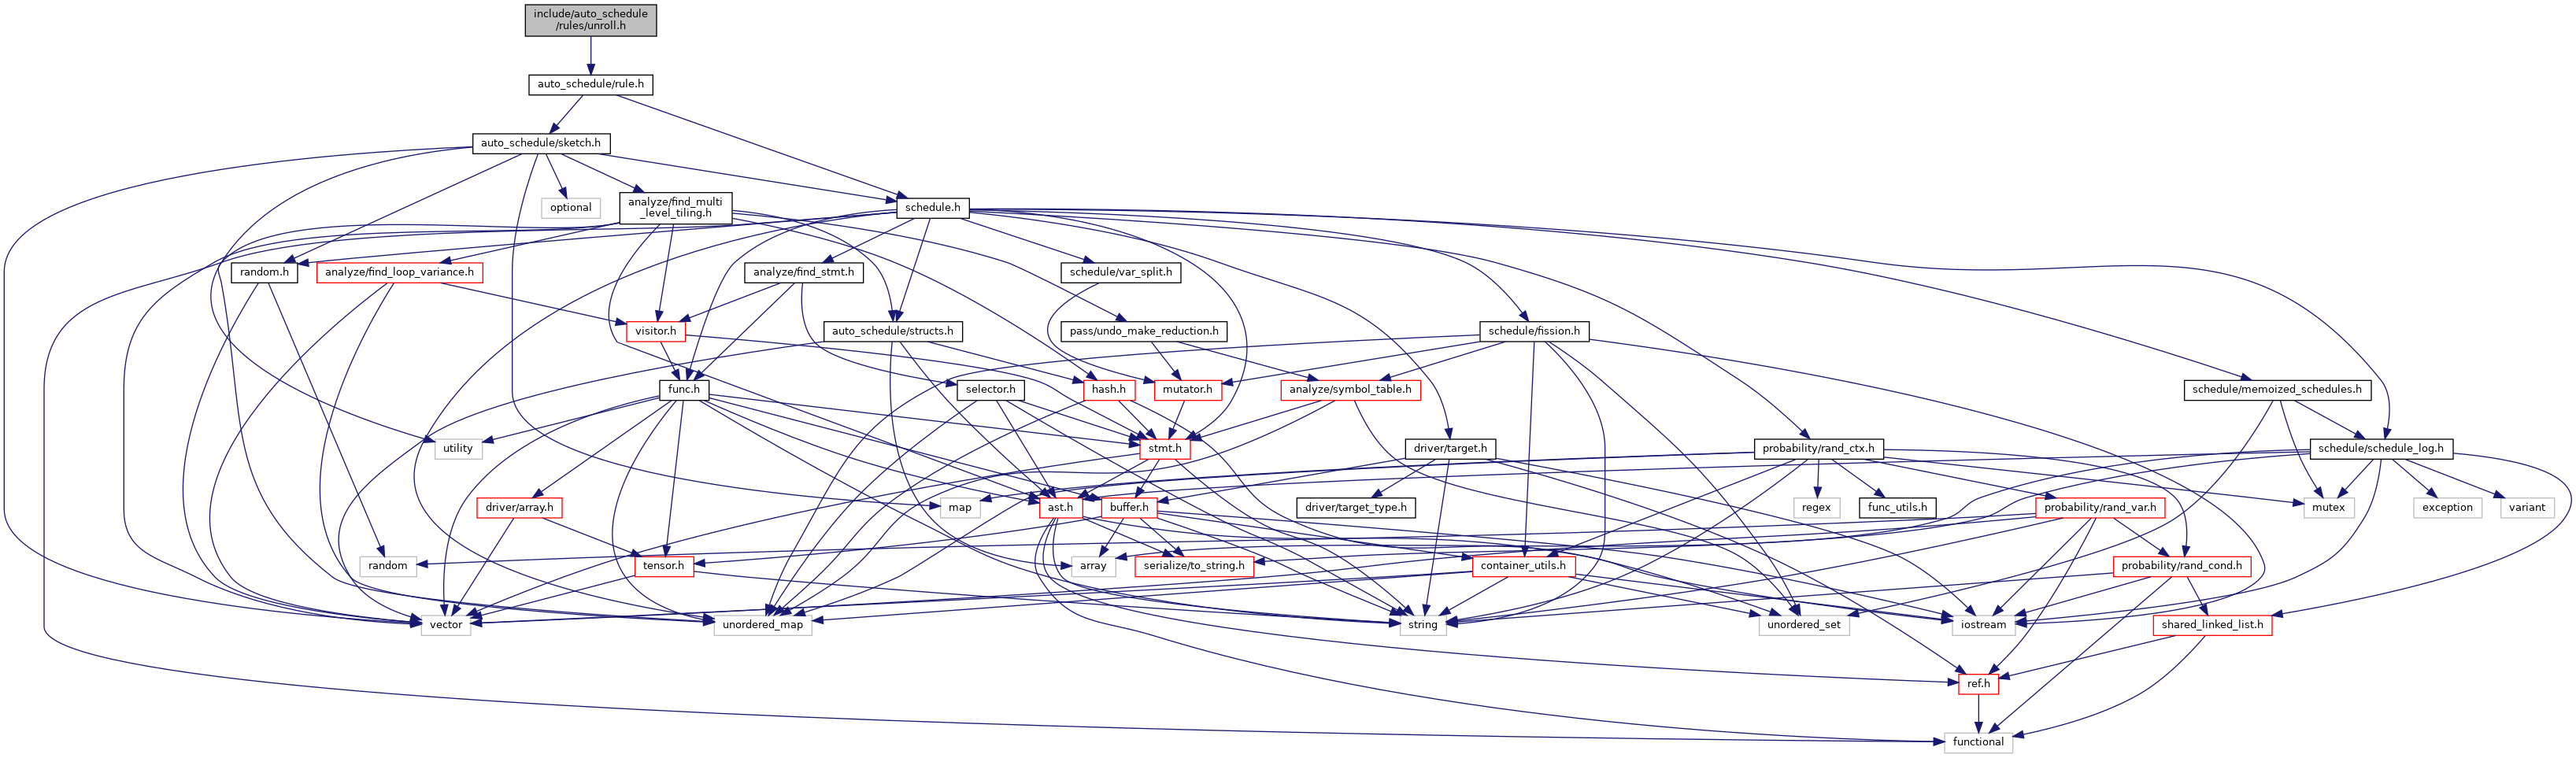 include/auto_schedule
/rules/unroll.h
auto_schedule/rule.h
auto_schedule/sketch.h
optional
analyze/find_multi
_level_tiling.h
schedule.h
random.h
analyze/find_loop_variance.h
analyze/find_stmt.h
schedule/var_split.h
visitor.h
auto_schedule/structs.h
pass/undo_make_reduction.h
schedule/fission.h
func.h
selector.h
hash.h
mutator.h
analyze/symbol_table.h
schedule/memoized_schedules.h
utility
stmt.h
driver/target.h
probability/rand_ctx.h
schedule/schedule_log.h
driver/array.h
map
ast.h
buffer.h
driver/target_type.h
regex
func_utils.h
probability/rand_var.h
mutex
exception
variant
random
tensor.h
array
serialize/to_string.h
container_utils.h
probability/rand_cond.h
vector
unordered_map
string
unordered_set
iostream
shared_linked_list.h
ref.h
functional